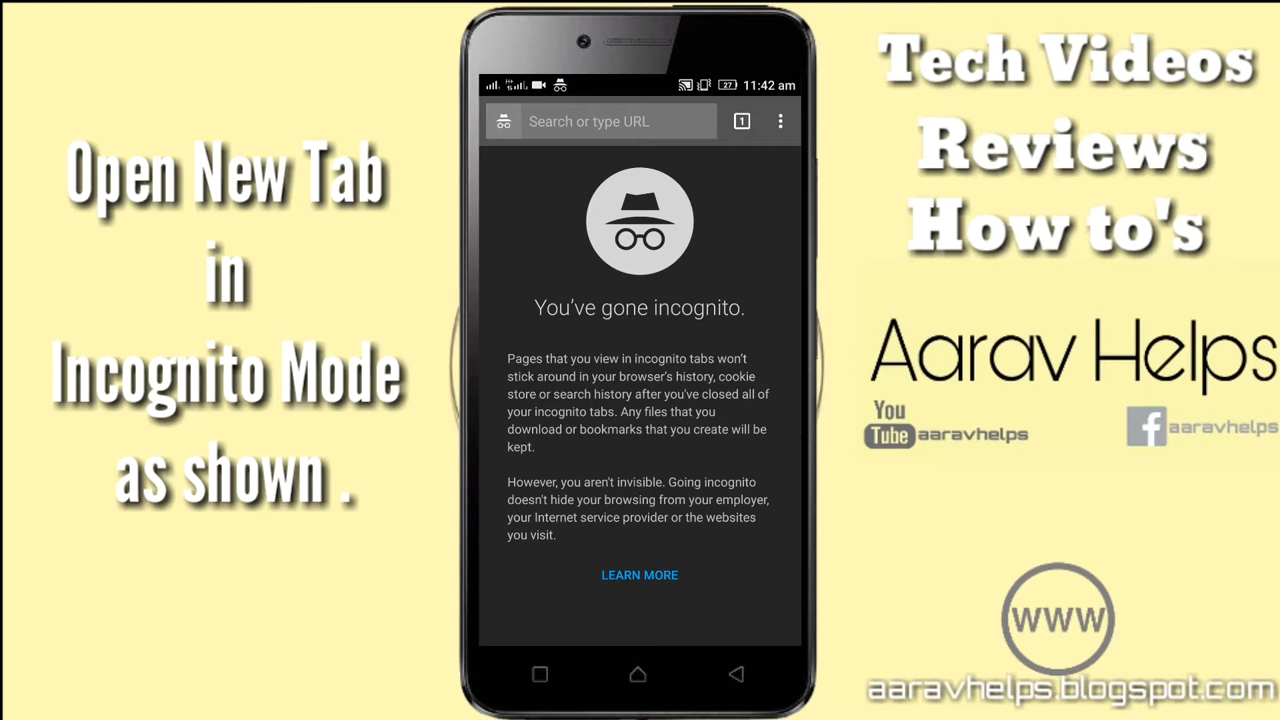 Open New Tab
in
Incognito Mode
as shown .
27 11:42 am
Search or type URL
1
You've gone incognito.
Pages that you view in incognito tabs won't
stick around in your browser's history, cookie
store or search history after you've closed all of
your incognito tabs. Any files that you
download or bookmarks that you create will be
kept.
However, you aren't invisible. Going incognito
doesn't hide your browsing from your employer,
your Internet service provider or the websites
you visit.
LEARN MORE
Tech Videos
Reviews
How to's
Aarav Helps
You
Tube aaravhelps
f aaravhelps
WWW
aaravhelps.blogspot.com